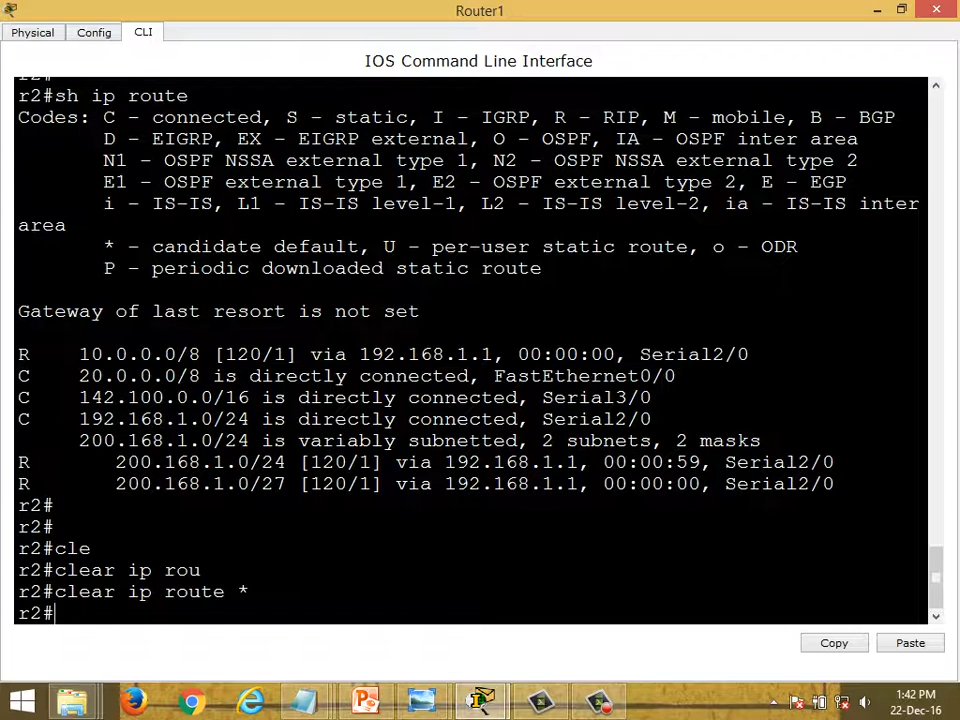 Router1
Physical
Config
CLI
IOS Command Line Interface
r2#sh ip route
Codes: C - connected, S - static, I - IGRP, R - RIP, M - mobile, B - BGP
D - EIGRP, EX - EIGRP external, O - OSPF, IA - OSPF inter area
N1 - OSPF NSSA external type 1, N2 - OSPF NSSA external type 2
E1 - OSPF external type 1, E2 - OSPF external type 2, E - EGP
i - IS-IS, L1 - IS-IS level-1, L2 - IS-IS level-2, ia - IS-IS inter
area
* - candidate default, U - per-user static route, o - ODR
P - periodic downloaded static route
Gateway of last resort is not set
R 10.0.0.0/8 [120/1] via 192.168.1.1, 00:00:00, Serial2/0
C 20.0.0.0/8 is directly connected, FastEthernet0/0
C 142.100.0.0/16 is directly connected, Serial3/0
C 192.168.1.0/24 is directly connected, Serial2/0
200.168.1.0/24 is variably subnetted, 2 subnets, 2 masks
R 200.168.1.0/24 [120/1] via 192.168.1.1, 00:00:59, Serial2/0
R 200.168.1.0/27 [120/1] via 192.168.1.1, 00:00:00, Serial2/0
r2#
r2#
r2#cle
r2#clear ip rou
r2#clear ip route *
r2#
Copy
Paste
1:42 PM
22-Dec-16